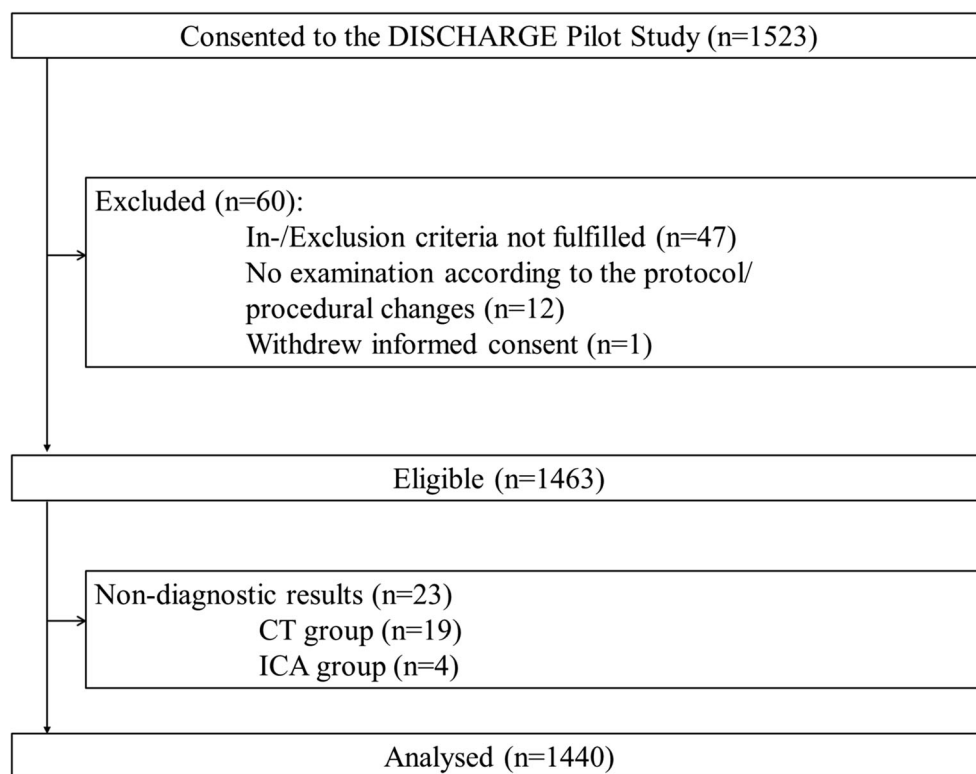 Consented to the DISCHARGE Pilot Study (n=1523)
Excluded (n=60):
In-/Exclusion criteria not fulfilled (n=47)
No examination according to the protocol/
procedural changes (n=12)
Withdrew informed consent (n=1)
Eligible (n=1463)
Non-diagnostic results (n=23)
CT group (n=19)
ICA group (n=4)
Analysed (n=1440)